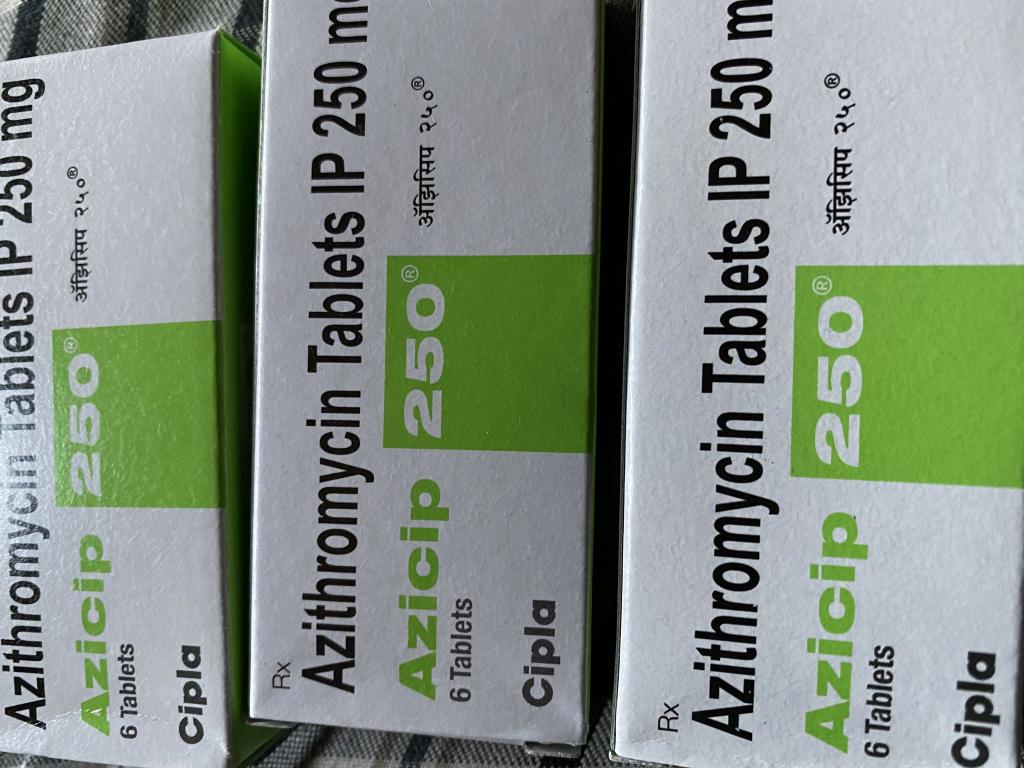 Azithromycin Tablets IP 250 mg
Azicip 250®
अ‍ॅझिसिप २५०®
6 Tablets
Cipla
Rx
Azithromycin Tablets IP 250
Azicip 250®
अ‍ॅझिसिप २५०®
6 Tablets
Cipla
Rx
Azithromycin Tablets IP 250
Azicip 250®
अ‍ॅझिसिप २५०®
6 Tablets
Cipla